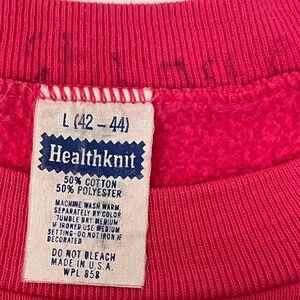 L (42 - 44)
Healthknit
50% COTTON
50% POLYESTER
MACHINE WASH WARM,
SEPARATELY BY COLOR
TUMBLE DRY MEDIUM
IF IRONED USE MEDIUM
SETTING-DO NOT IRON IF
DECORATED
DO NOT BLEACH
MADE IN U.S.A.
WPL 858